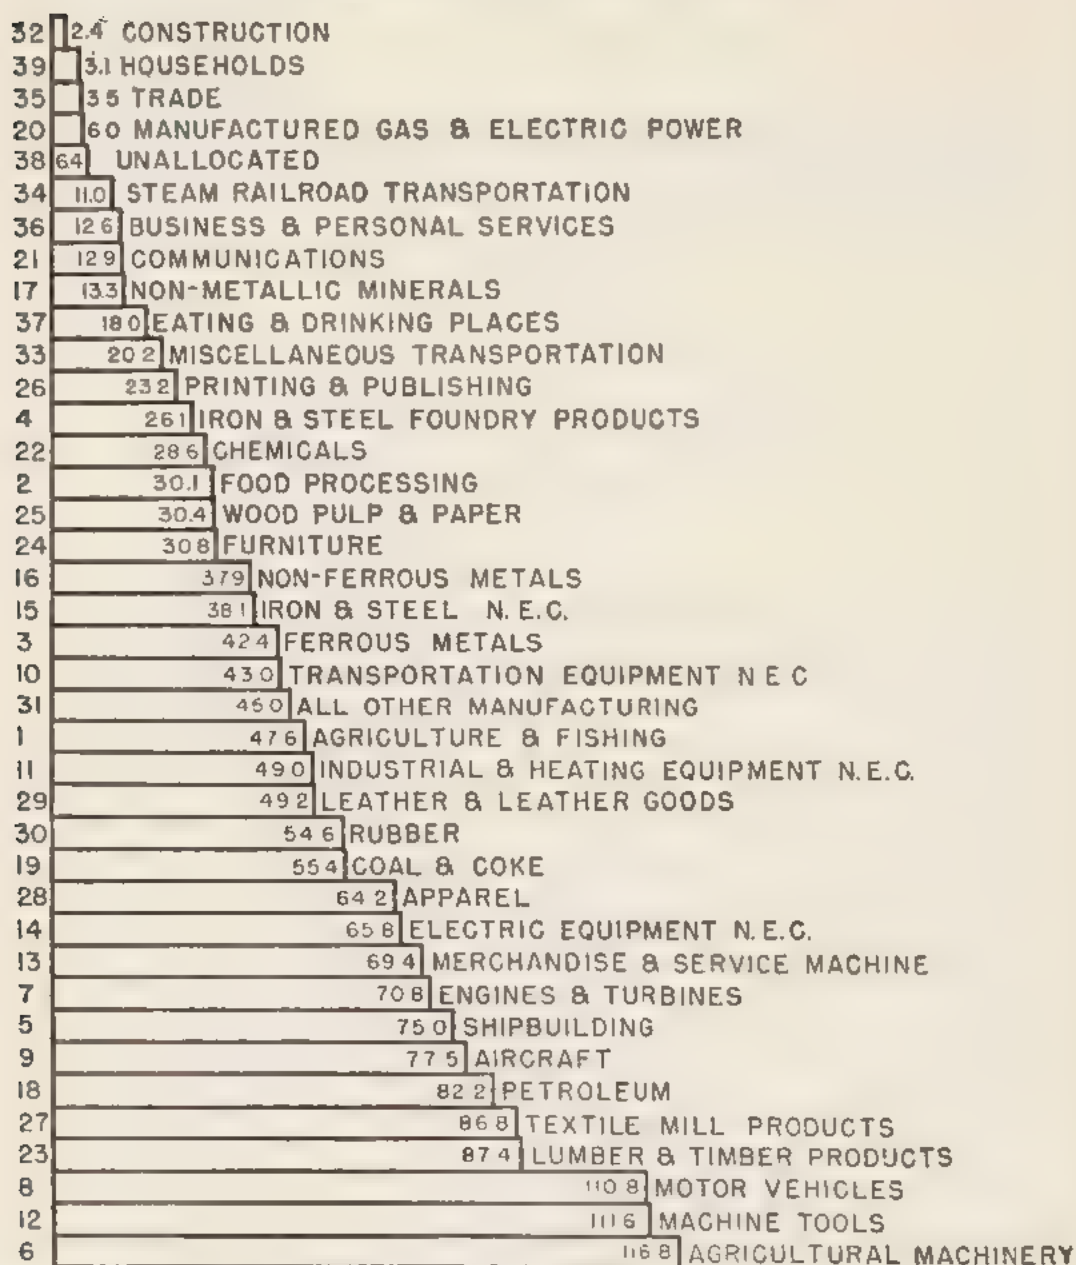 32 2.4 CONSTRUCTION
39 3.1 HOUSEHOLDS
35 3 5 TRADE
20 6 0 MANUFACTURED GAS & ELECTRIC POWER
38 6.4 UNALLOCATED
34 11.0 STEAM RAILROAD TRANSPORTATION
36 12 6 BUSINESS & PERSONAL SERVICES
21 12 9 COMMUNICATIONS
17 13.3 NON-METALLIC MINERALS
37 18 0 EATING & DRINKING PLACES
33 20 2 MISCELLANEOUS TRANSPORTATION
26 23 2 PRINTING & PUBLISHING
4 26 1 IRON & STEEL FOUNDRY PRODUCTS
22 28 6 CHEMICALS
2 30.1 FOOD PROCESSING
25 30.4 WOOD PULP & PAPER
24 30 8 FURNITURE
16 37 9 NON-FERROUS METALS
15 38 1 IRON & STEEL N.E.C.
3 42 4 FERROUS METALS
10 43 0 TRANSPORTATION EQUIPMENT N E C
31 46 0 ALL OTHER MANUFACTURING
1 47 6 AGRICULTURE & FISHING
11 49 0 INDUSTRIAL & HEATING EQUIPMENT N.E.C.
29 49 2 LEATHER & LEATHER GOODS
30 54 6 RUBBER
19 55 4 COAL & COKE
28 64 2 APPAREL
14 65 8 ELECTRIC EQUIPMENT N.E.C.
13 69 4 MERCHANDISE & SERVICE MACHINE
7 70 8 ENGINES & TURBINES
5 75 0 SHIPBUILDING
9 77 5 AIRCRAFT
18 82 2 PETROLEUM
27 86 8 TEXTILE MILL PRODUCTS
23 87 4 LUMBER & TIMBER PRODUCTS
8 110 8 MOTOR VEHICLES
12 111 6 MACHINE TOOLS
6 116 8 AGRICULTURAL MACHINERY